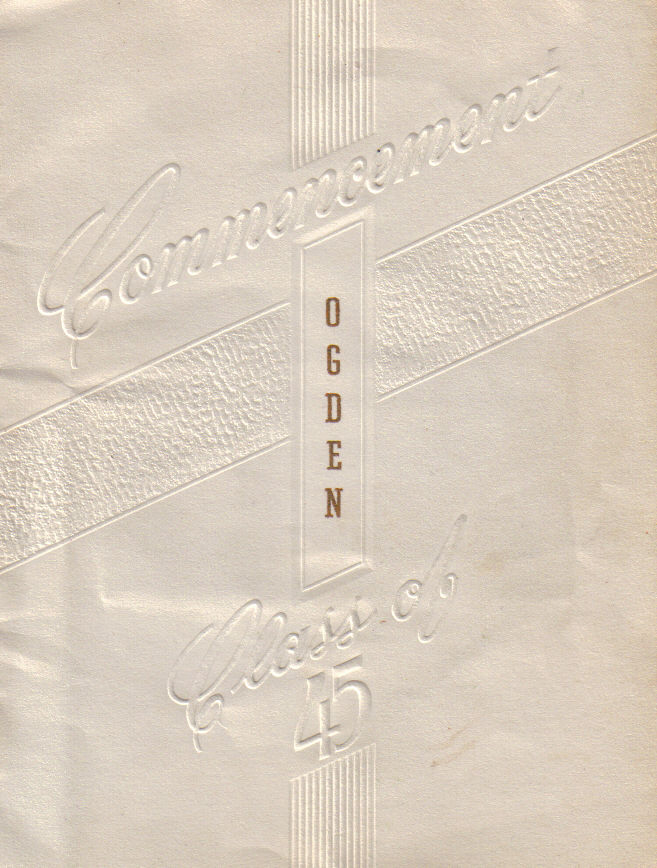 Commencement
OGDEN
Class of
45